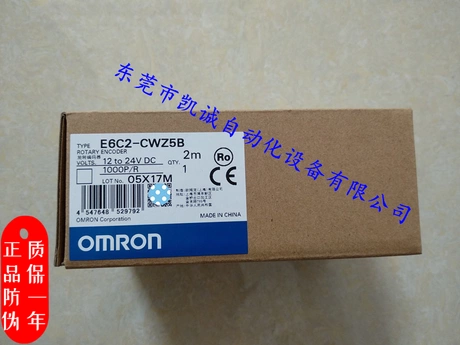 东莞市凯诚自动化设备有限公司
TYPE E6C2-CWZ5B
ROTARY ENCODER
VOLTS. 12 to 24V DC
2m
QTY. 1
1000P/R
LOT No. 05X17M
4 547648 529792
OMRON Corporation
Ro
MADE IN CHINA
OMRON
正品防伪
质保一年